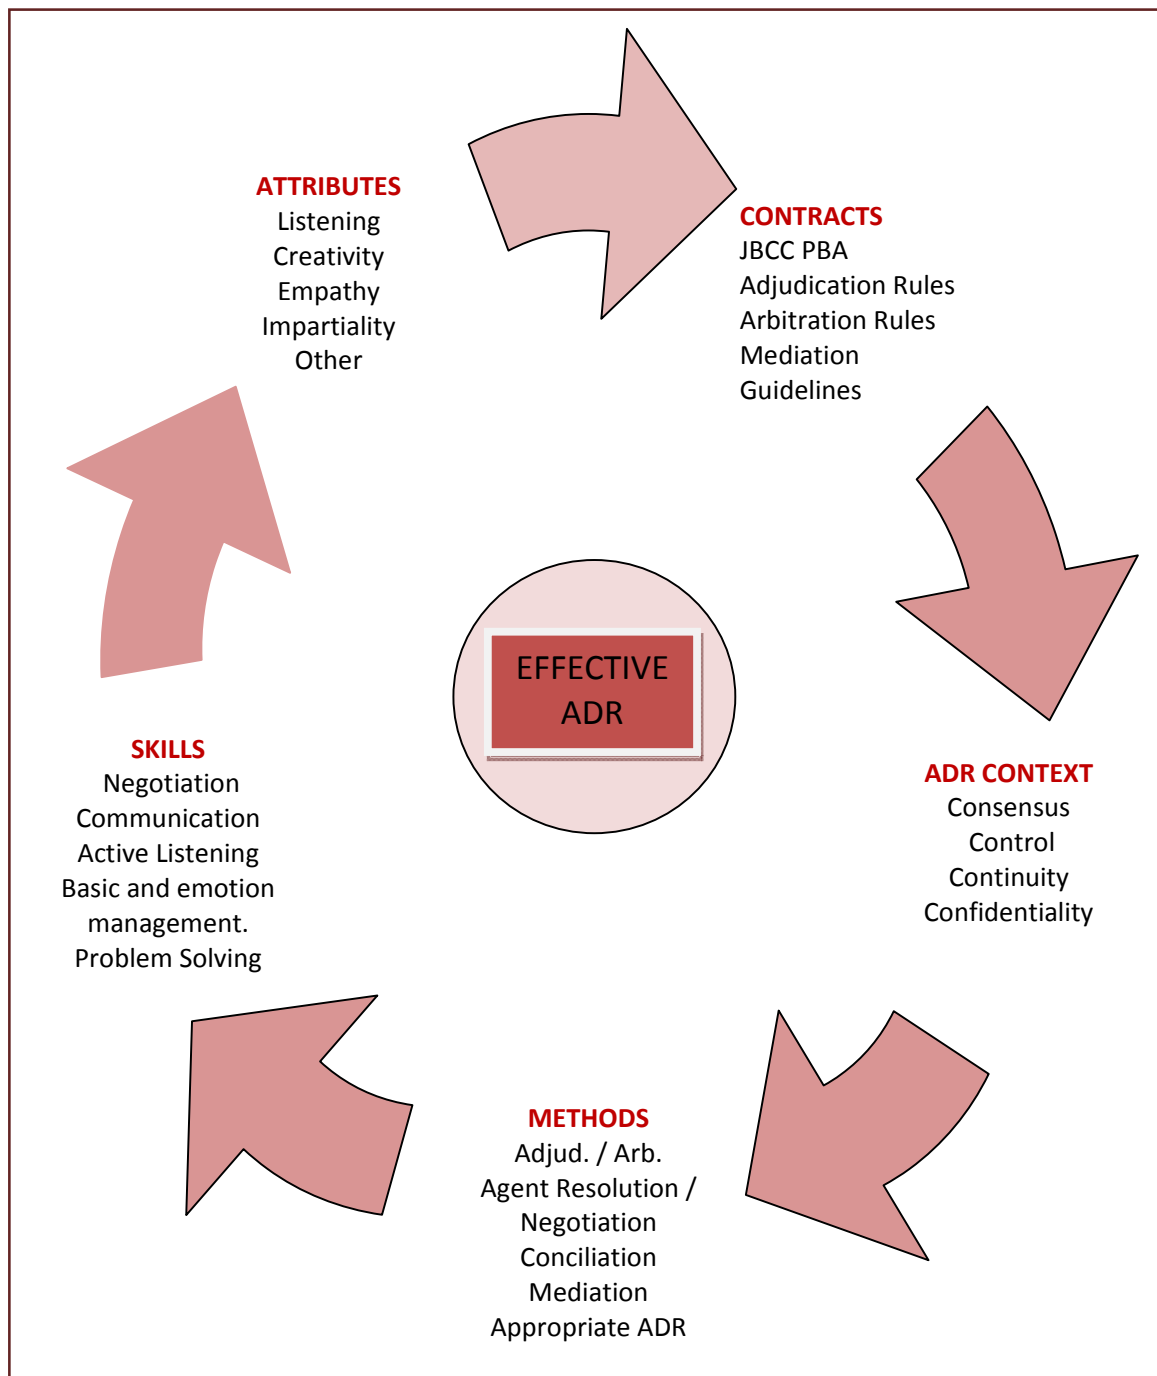 ATTRIBUTES
Listening
Creativity
Empathy
Impartiality
Other
CONTRACTS
JBCC PBA
Adjudication Rules
Arbitration Rules
Mediation
Guidelines
EFFECTIVE
ADR
SKILLS
Negotiation
Communication
Active Listening
Basic and emotion
management.
Problem Solving
ADR CONTEXT
Consensus
Control
Continuity
Confidentiality
METHODS
Adjud. / Arb.
Agent Resolution /
Negotiation
Conciliation
Mediation
Appropriate ADR